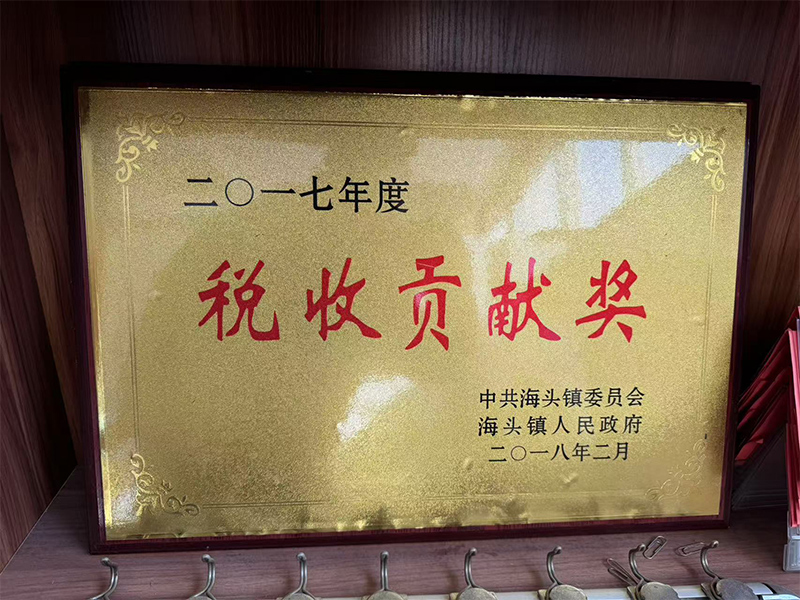 二〇一七年度
税收贡献奖
中共海头镇委员会
海头镇人民政府
二〇一八年二月